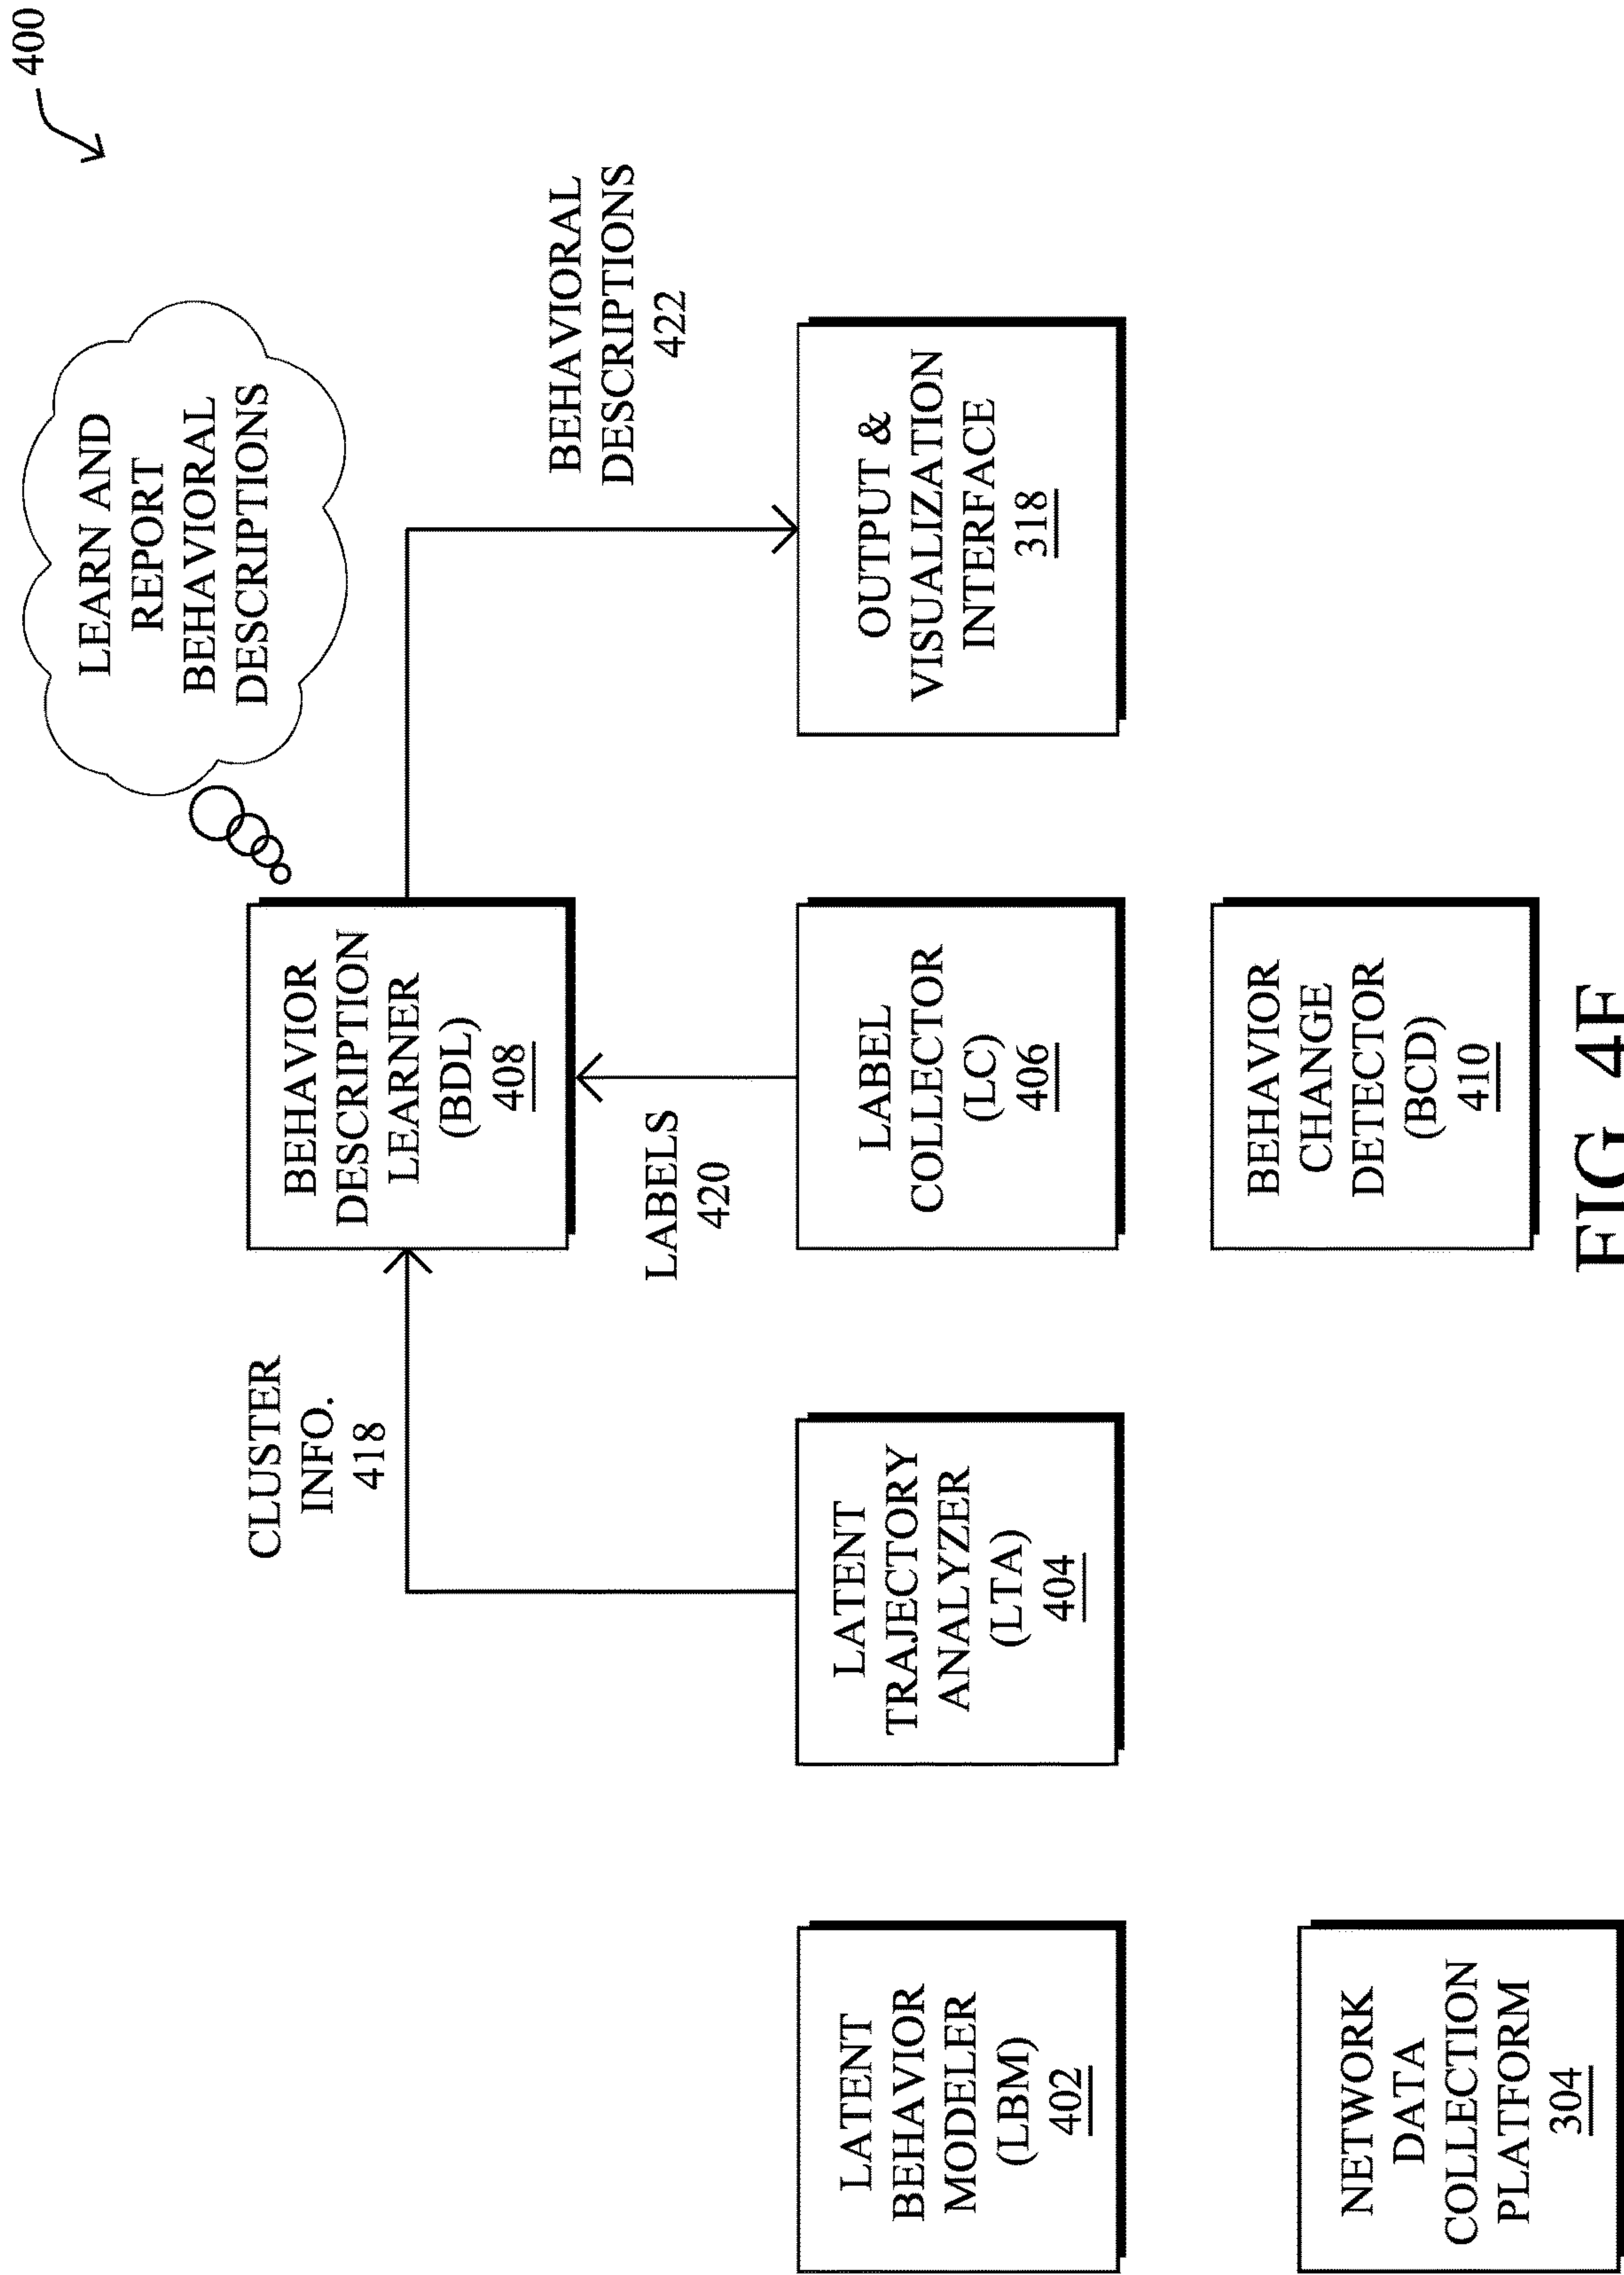 400
LEARN AND
REPORT
BEHAVIORAL
DESCRIPTIONS
CLUSTER
INFO.
418
BEHAVIOR
DESCRIPTION
LEARNER
(BDL)
408
BEHAVIORAL
DESCRIPTIONS
422
LABELS
420
LATENT
BEHAVIOR
MODELER
(LBM)
402
LATENT
TRAJECTORY
ANALYZER
(LTA)
404
LABEL
COLLECTOR
(LC)
406
OUTPUT &
VISUALIZATION
INTERFACE
318
NETWORK
DATA
COLLECTION
PLATFORM
304
BEHAVIOR
CHANGE
DETECTOR
(BCD)
410